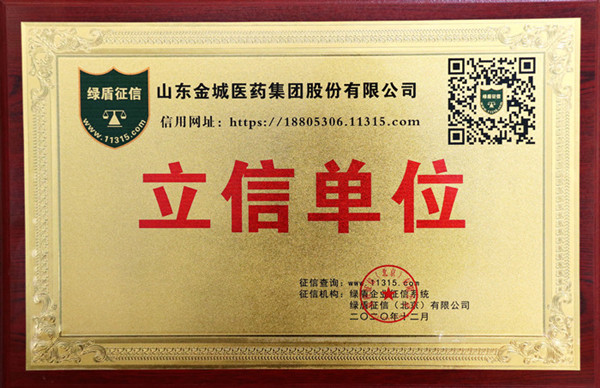 绿盾征信
www.11315.com
山东金城医药集团股份有限公司
信用网址：https://18805306.11315.com
绿盾征信
立信单位
征信查询：www.11315.com
征信机构：绿盾企业征信系统
绿盾征信（北京）有限公司
二〇二〇年十二月